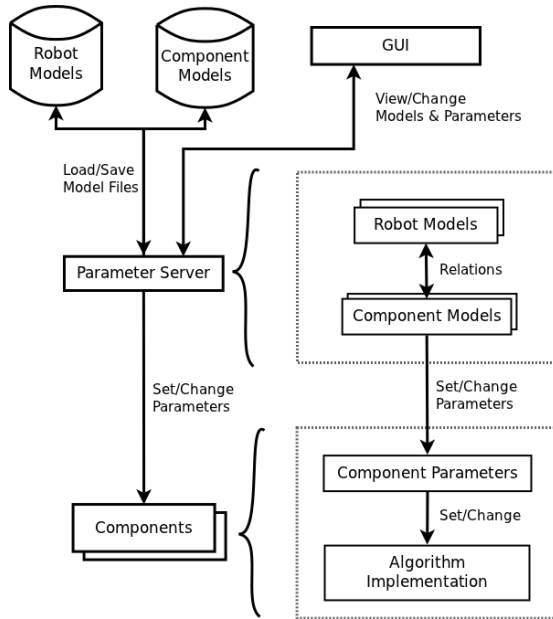 Robot
Models
Component
Models
GUI
View/Change
Models & Parameters
Load/Save
Model Files
Parameter Server
Robot Models
Relations
Component Models
Set/Change
Parameters
Set/Change
Parameters
Components
Component Parameters
Set/Change
Algorithm
Implementation